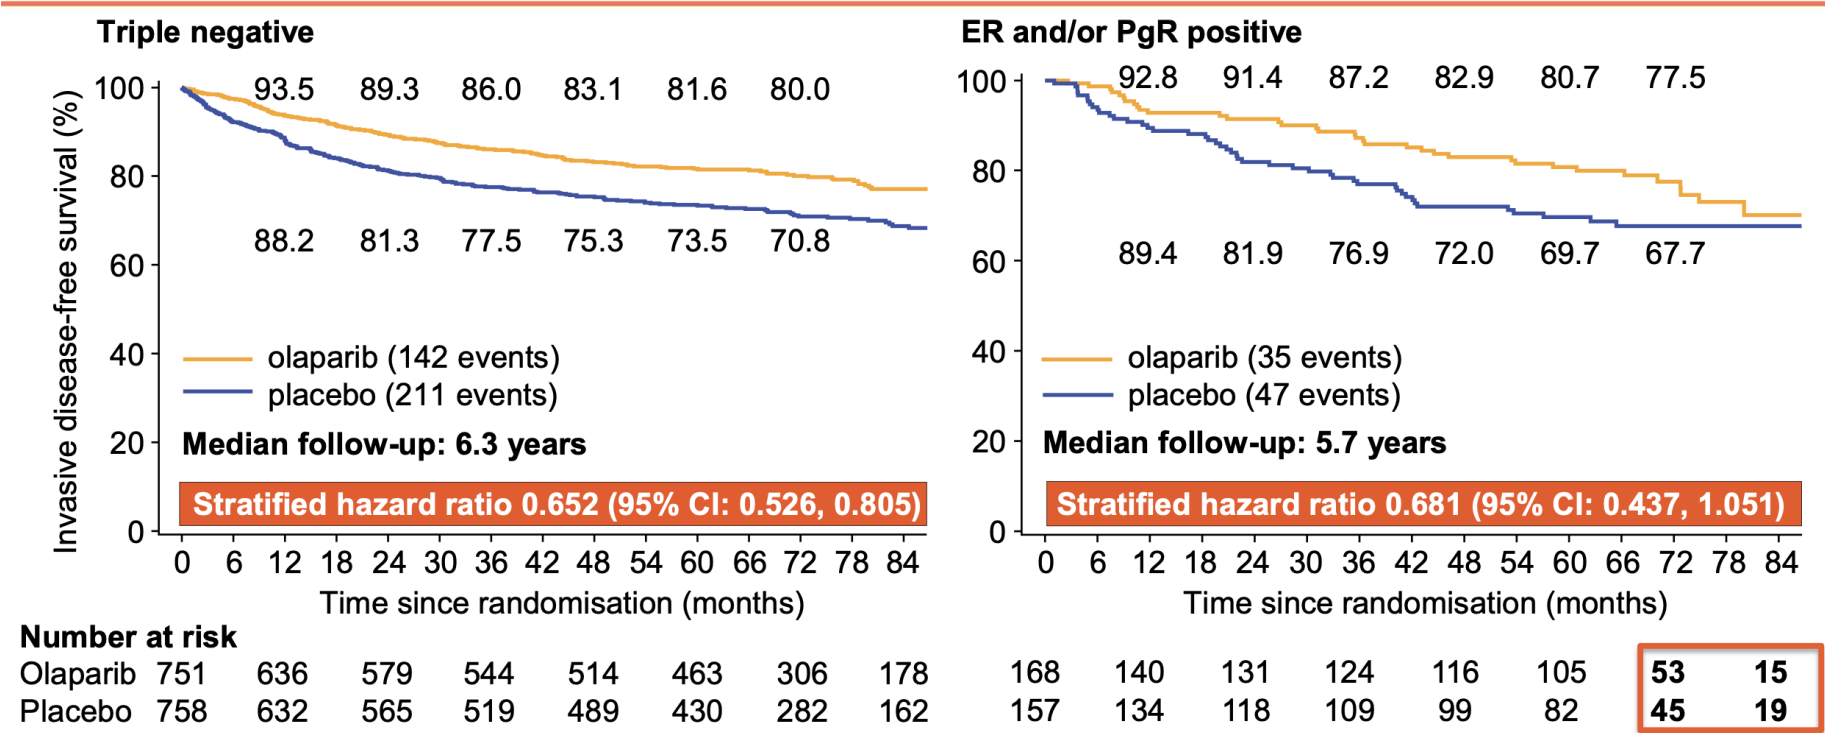 Triple negative
Invasive disease-free survival (%)
100
80
60
40
20
0
93.5 89.3 86.0 83.1 81.6 80.0
88.2 81.3 77.5 75.3 73.5 70.8
olaparib (142 events)
placebo (211 events)
Median follow-up: 6.3 years
Stratified hazard ratio 0.652 (95% CI: 0.526, 0.805)
0 6 12 18 24 30 36 42 48 54 60 66 72 78 84
Time since randomisation (months)
ER and/or PgR positive
100
80
60
40
20
0
92.8 91.4 87.2 82.9 80.7 77.5
89.4 81.9 76.9 72.0 69.7 67.7
olaparib (35 events)
placebo (47 events)
Median follow-up: 5.7 years
Stratified hazard ratio 0.681 (95% CI: 0.437, 1.051)
0 6 12 18 24 30 36 42 48 54 60 66 72 78 84
Time since randomisation (months)
Number at risk
Olaparib 751 636 579 544 514 463 306 178 168 140 131 124 116 105 53 15
Placebo 758 632 565 519 489 430 282 162 157 134 118 109 99 82 45 19